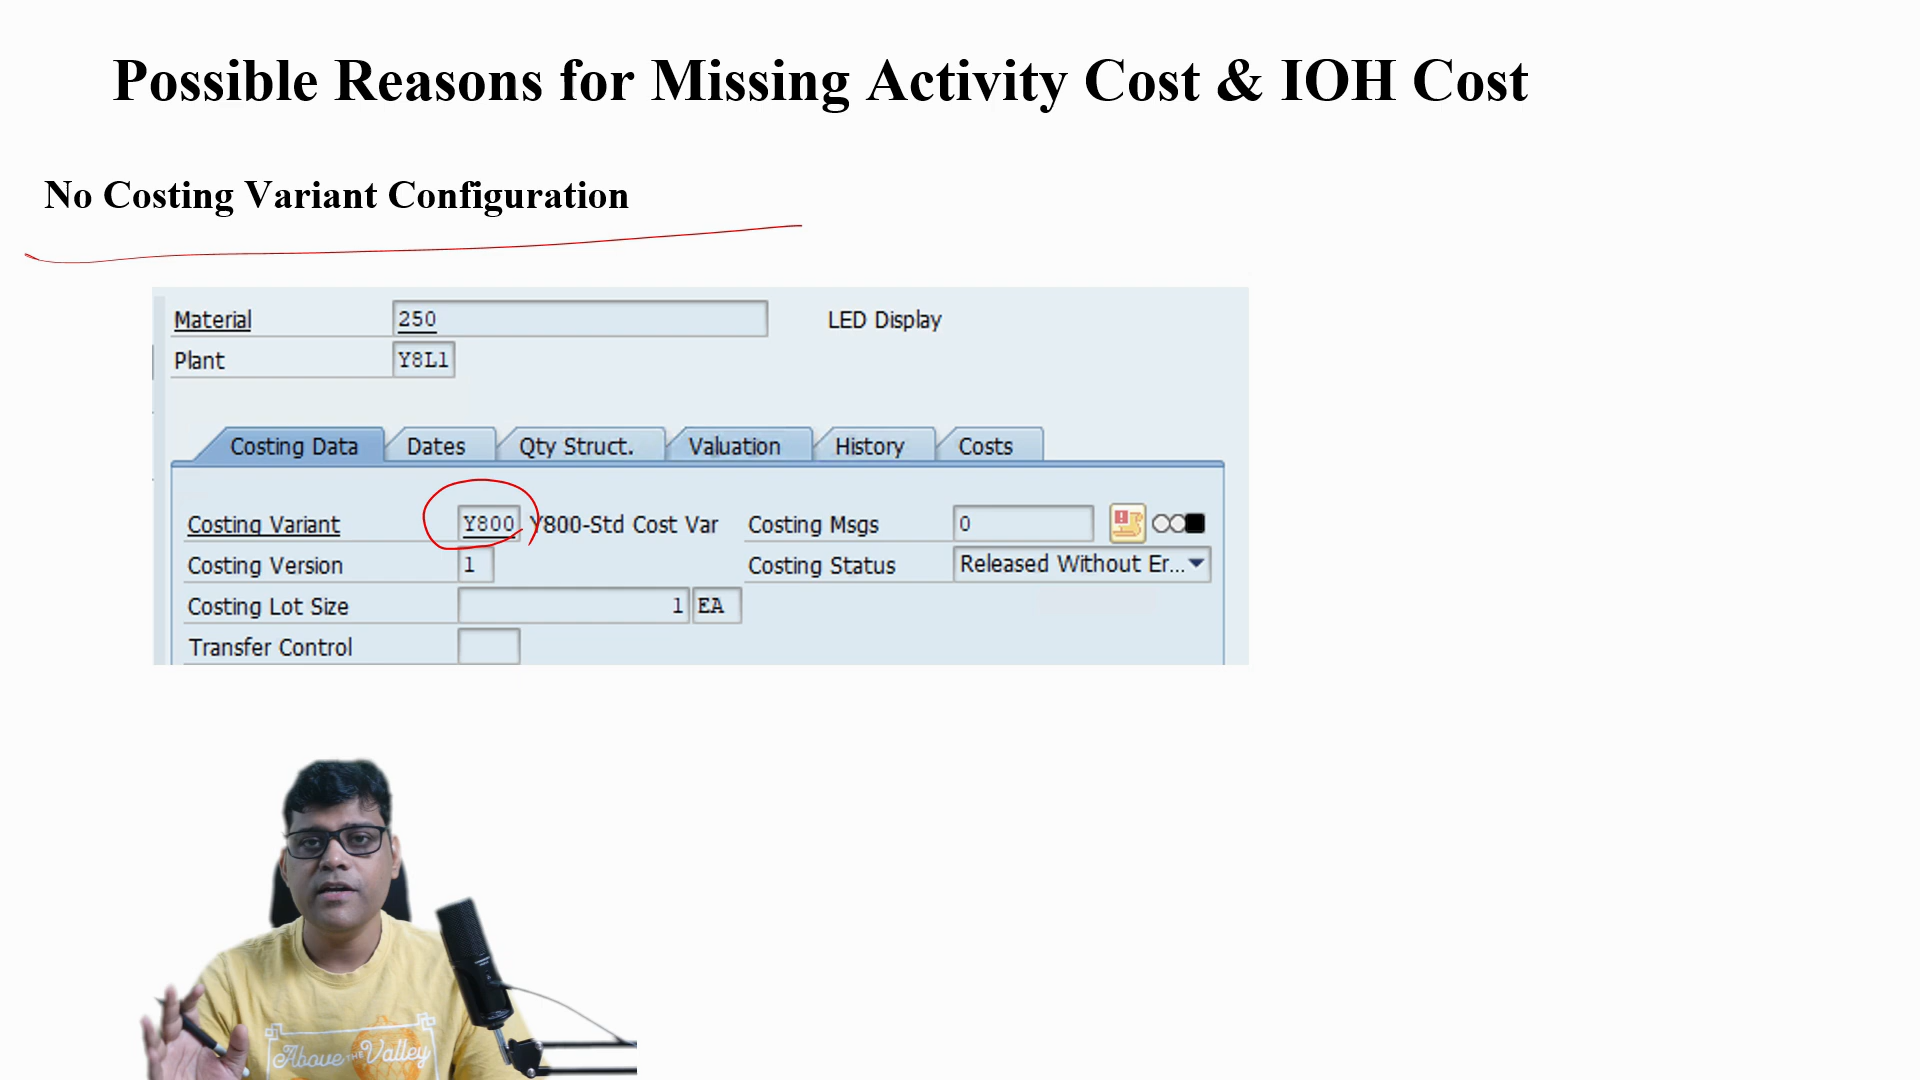 Possible Reasons for Missing Activity Cost & IOH Cost
No Costing Variant Configuration
Material 250 LED Display
Plant Y8L1
Costing Data Dates Qty Struct. Valuation History Costs
Costing Variant Y800 Y800-Std Cost Var Costing Msgs 0
Costing Version 1 Costing Status Released Without Er...
Costing Lot Size 1 EA
Transfer Control
Above THE Valley